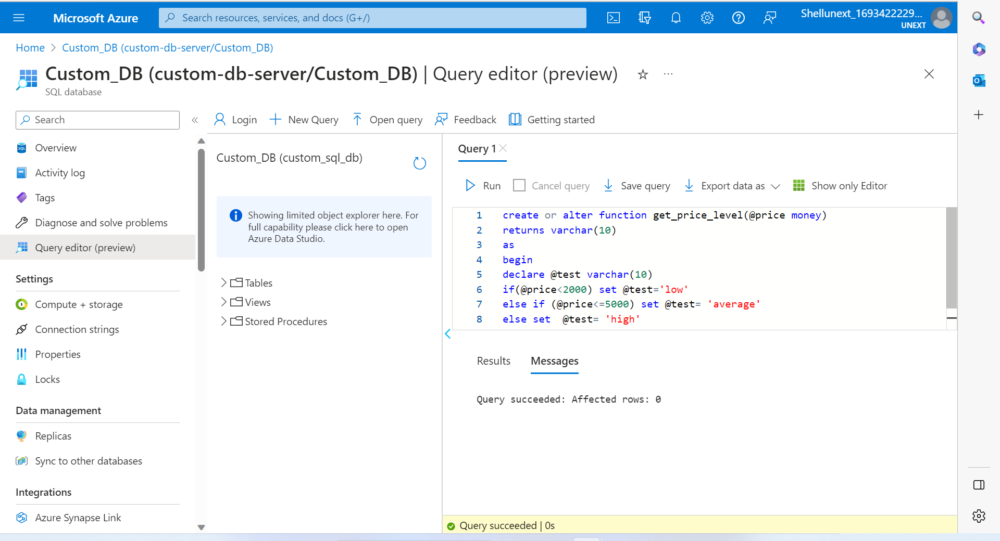 Microsoft Azure
Search resources, services, and docs (G+/)
Shellunext_1693422229...
UNEXT
Home > Custom_DB (custom-db-server/Custom_DB)
Custom_DB (custom-db-server/Custom_DB) | Query editor (preview)
SQL database
Search
Overview
Activity log
Tags
Diagnose and solve problems
Query editor (preview)
Settings
Compute + storage
Connection strings
Properties
Locks
Data management
Replicas
Sync to other databases
Integrations
Azure Synapse Link
Login
New Query
Open query
Feedback
Getting started
Custom_DB (custom_sql_db)
Showing limited object explorer here. For
full capability please click here to open
Azure Data Studio.
Tables
Views
Stored Procedures
Query 1
Run
Cancel query
Save query
Export data as
Show only Editor
1 create or alter function get_price_level(@price money)
2 returns varchar(10)
3 as
4 begin
5 declare @test varchar(10)
6 if(@price<2000) set @test='low'
7 else if (@price<=5000) set @test= 'average'
8 else set  @test= 'high'
Results
Messages
Query succeeded: Affected rows: 0
Query succeeded | 0s